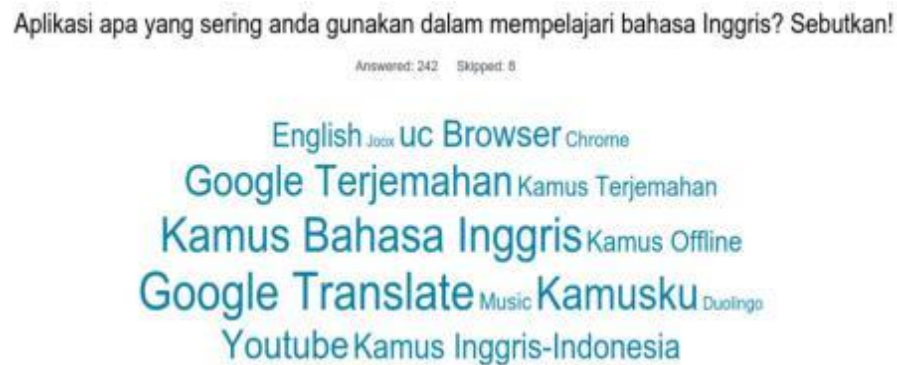 Aplikasi apa yang sering anda gunakan dalam mempelajari bahasa Inggris? Sebutkan!
Answered: 242 Skipped: 8
English Joox uc Browser Chrome
Google Terjemahan Kamus Terjemahan
Kamus Bahasa Inggris Kamus Offline
Google Translate Music Kamusku Duolingo
Youtube Kamus Inggris-Indonesia